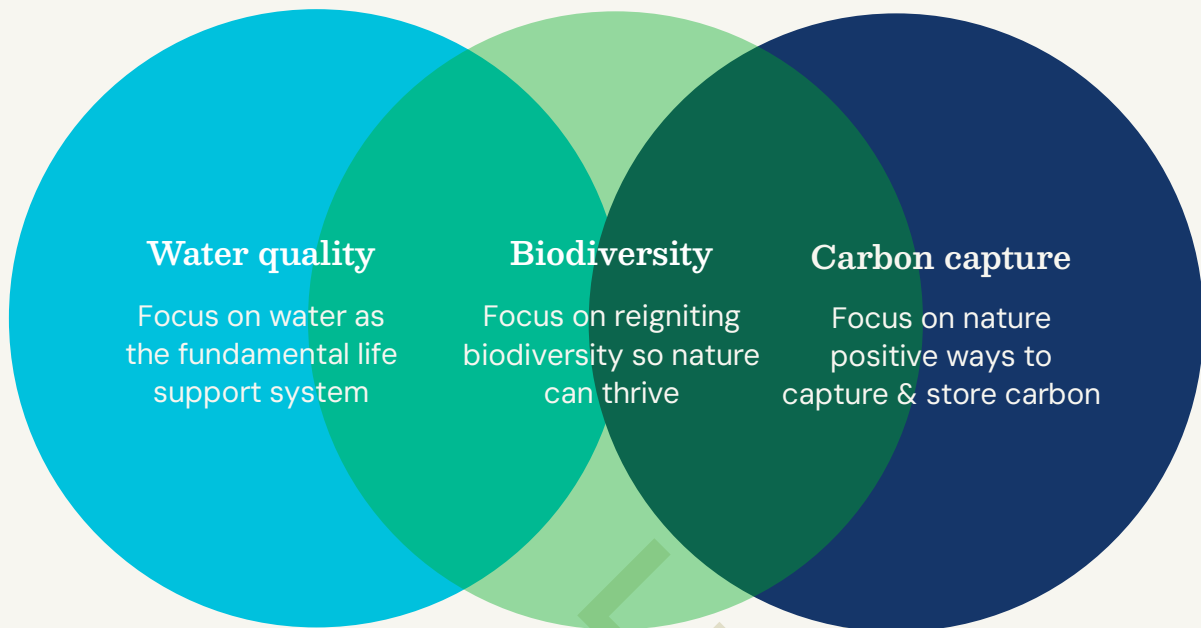 Water quality
Focus on water as
the fundamental life
support system
Biodiversity
Focus on reigniting
biodiversity so nature
can thrive
Carbon capture
Focus on nature
positive ways to
capture & store carbon